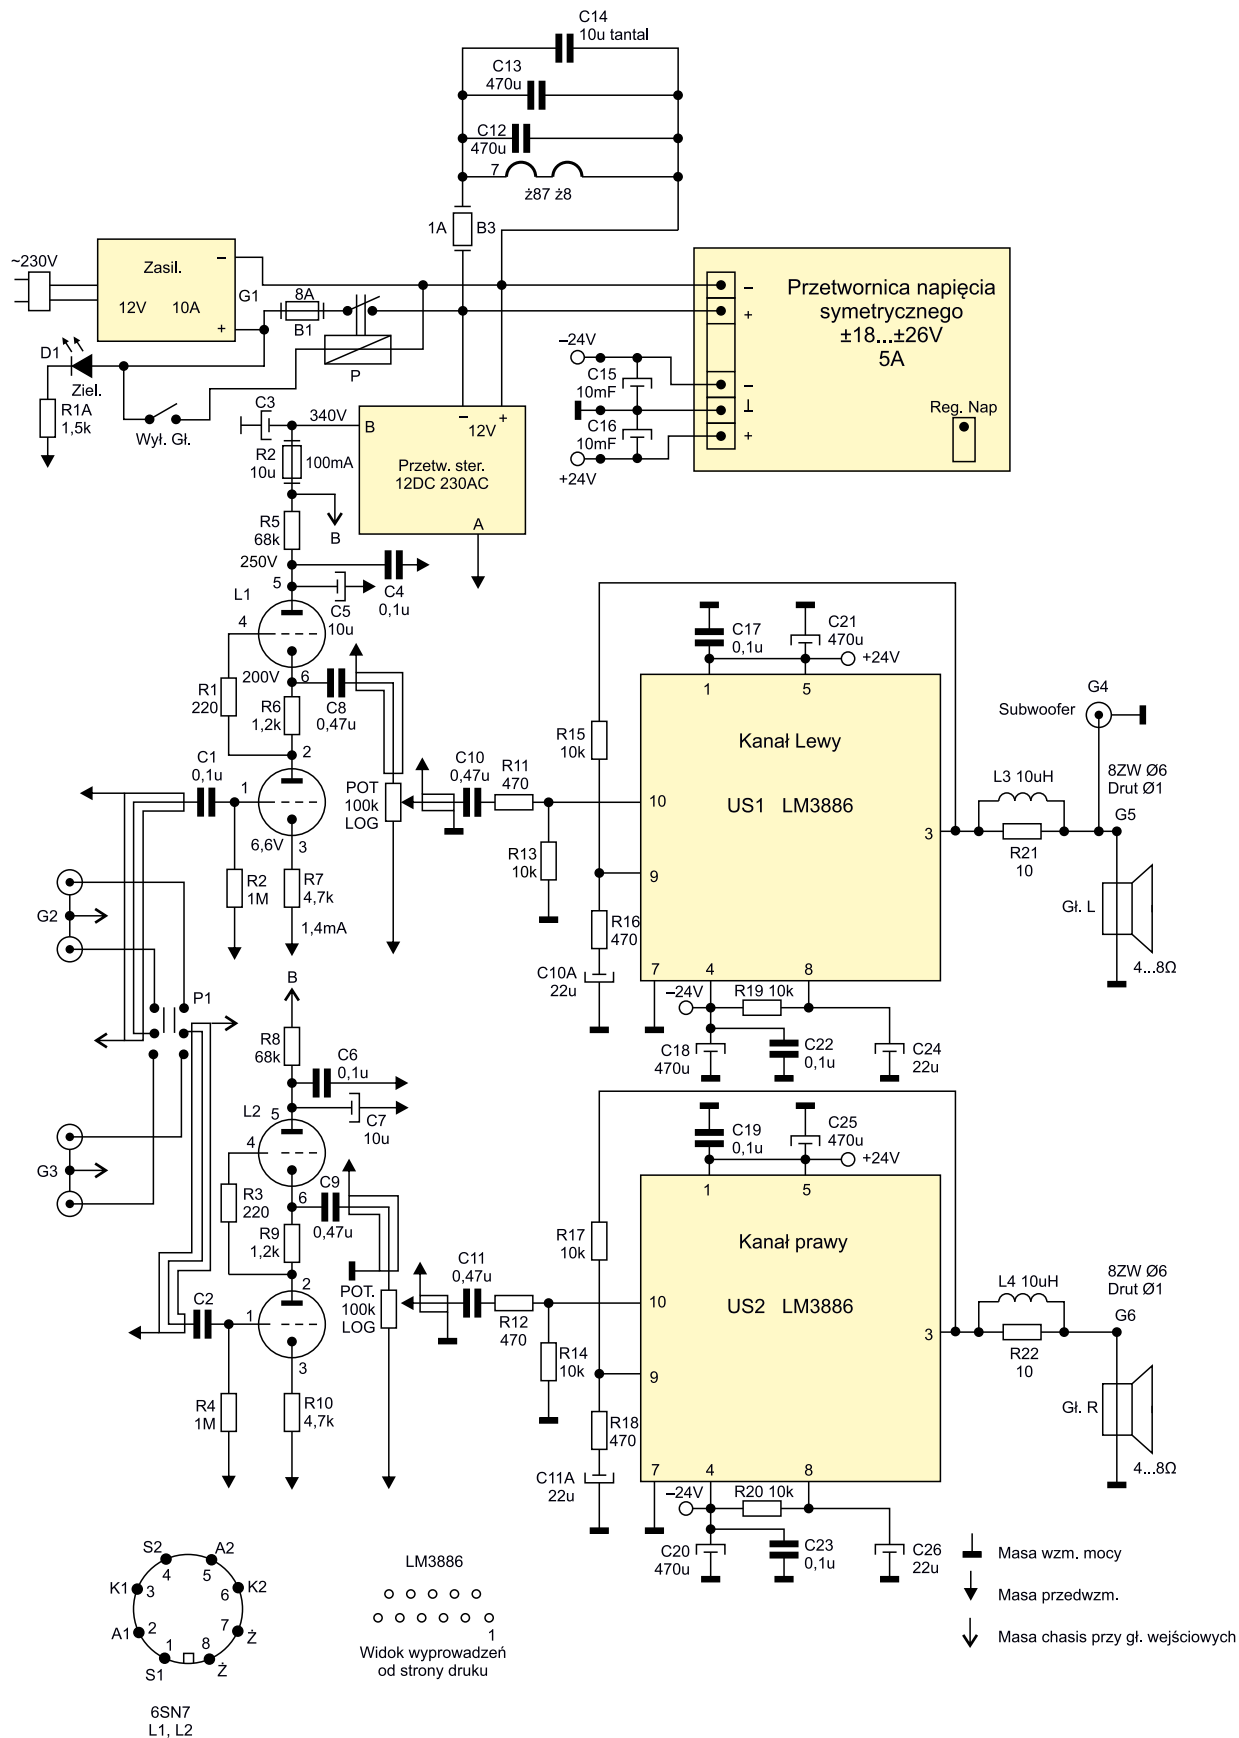 C14
10u tantal
C13
470u
C12
470u
7
ż87 ż8
1A
B3
~230V
Zasil.
12V 10A
–
+
G1
8A
B1
P
D1
Ziel.
R1A
1,5k
Wył. Gł.
Przetwornica napięcia
symetrycznego
±18...±26V
5A
–
+
–
⊥
+
Reg. Nap
–24V
C15
10mF
C16
10mF
+24V
C3
340V
B
–
+
12V
Przetw. ster.
12DC 230AC
A
R2
10u
100mA
B
R5
68k
250V
5
C4
0,1u
C5
10u
L1
4
200V
6
R1
220
R6
1,2k
C8
0,47u
2
C1
0,1u
1
6,6V
3
R2
1M
R7
4,7k
1,4mA
POT
100k
LOG
C10
0,47u
R11
470
R13
10k
R15
10k
R16
470
C10A
22u
C17
0,1u
C21
470u
+24V
1
5
Kanał Lewy
US1 LM3886
10
9
3
7
4
8
–24V
R19 10k
C18
470u
C22
0,1u
C24
22u
G4
Subwoofer
L3 10uH
8ZW Ø6
Drut Ø1
G5
R21
10
Gł. L
4...8Ω
G2
P1
G3
B
R8
68k
C6
0,1u
C7
10u
L2
5
4
6
R3
220
R9
1,2k
C9
0,47u
2
C2
1
3
R4
1M
R10
4,7k
POT.
100k
LOG
C11
0,47u
R12
470
R14
10k
R17
10k
R18
470
C11A
22u
C19
0,1u
C25
470u
+24V
1
5
Kanał prawy
US2 LM3886
10
9
3
7
4
8
–24V
R20 10k
C20
470u
C23
0,1u
C26
22u
L4 10uH
8ZW Ø6
Drut Ø1
G6
R22
10
Gł. R
4...8Ω
S2
A2
4
5
K1
3
6
K2
A1
2
7
Ż
1
8
S1
Ż
6SN7
L1, L2
LM3886
1
Widok wyprowadzeń
od strony druku
Masa wzm. mocy
Masa przedwzm.
Masa chasis przy gł. wejściowych